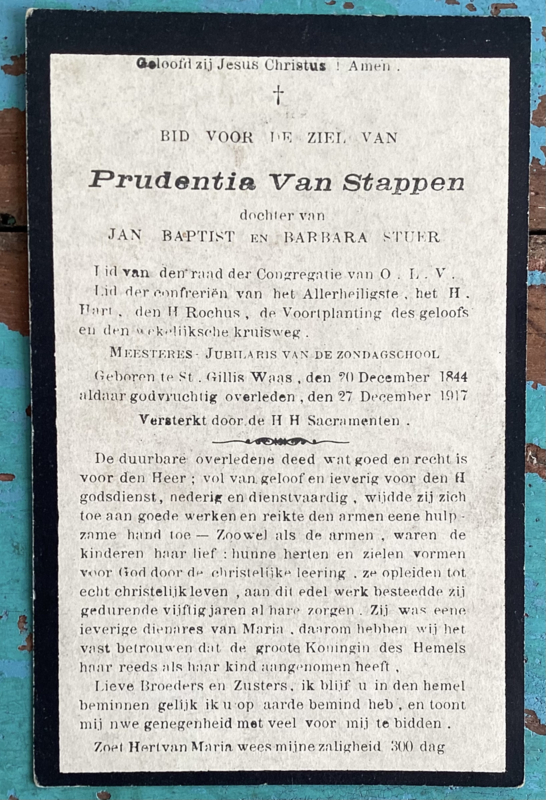 Geloofd zij Jesus Christus ! Amen .
BID VOOR DE ZIEL VAN
Prudentia Van Stappen
dochter van
JAN BAPTIST EN BARBARA STUER
Lid van den raad der Congregatie van O . L . V .
Lid der confreriën van het Allerheiligste , het H .
Hart , den H Rochus , de Voortplanting des geloofs
en den wekelijksche kruisweg .
MEESTERES - JUBILARIS VAN DE ZONDAGSCHOOL
Geboren te St . Gillis Waas , den 20 December 1844
aldaar godvruchtig overleden , den 27 December 1917
Versterkt door de H H Sacramenten .
De duurbare overledene deed wat goed en recht is
voor den Heer ; vol van geloof en ieverig voor den H
godsdienst , nederig en dienstvaardig , wijdde zij zich
toe aan goede werken en reikte den armen eene hulp-
zame hand toe — Zoowel als de armen , waren de
kinderen haar lief : hunne herten en zielen vormen
voor God door de christelijke leering , ze opleiden tot
echt christelijk leven , aan dit edel werk besteedde zij
gedurende vijftig jaren al hare zorgen . Zij was eene
ieverige dienares van Maria , daarom hebben wij het
vast betrouwen dat de groote Koningin des Hemels
haar reeds als haar kind aangenomen heeft ,
Lieve Broeders en Zusters , ik blijf u in den hemel
beminnen gelijk ik u op aarde bemind heb , en toont
mij nwe genegenheid met veel voor mij te bidden .
Zoet Hert van Maria wees mijne zaligheid 300 dag